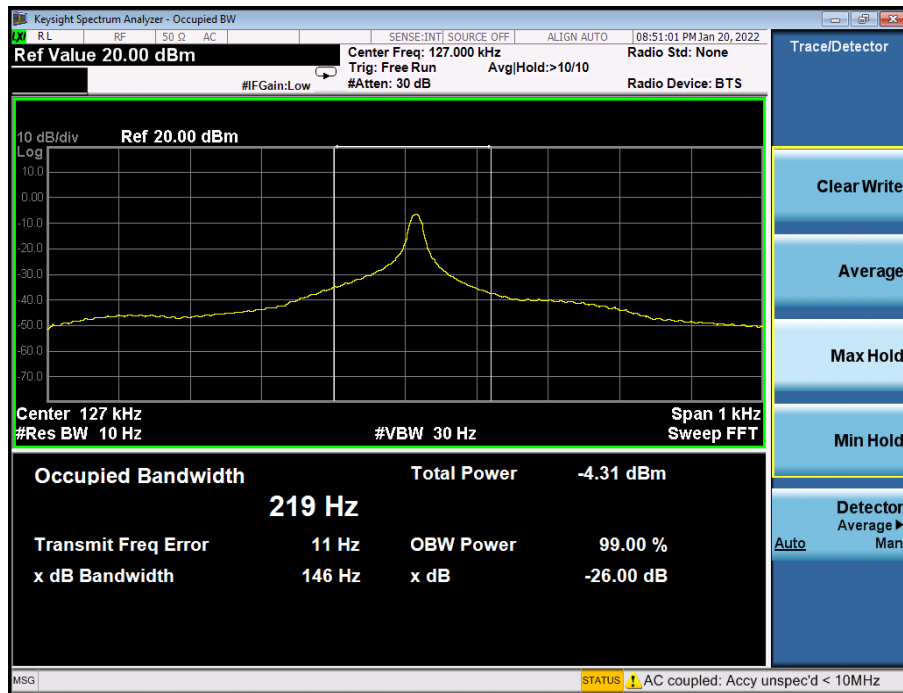 Keysight Spectrum Analyzer - Occupied BW
LXI RL RF 50 Ω AC SENSE:INT SOURCE OFF ALIGN AUTO 08:51:01 PM Jan 20, 2022
Ref Value 20.00 dBm
Center Freq: 127.000 kHz
Radio Std: None
Trig: Free Run
Avg|Hold:>10/10
#IFGain:Low
#Atten: 30 dB
Radio Device: BTS
10 dB/div
Ref 20.00 dBm
Log
10.0
0.00
-10.0
-20.0
-30.0
-40.0
-50.0
-60.0
-70.0
Center 127 kHz
Span 1 kHz
#Res BW 10 Hz
#VBW 30 Hz
Sweep FFT
Occupied Bandwidth
219 Hz
Total Power -4.31 dBm
Transmit Freq Error 11 Hz
OBW Power 99.00 %
x dB Bandwidth 146 Hz
x dB -26.00 dB
Trace/Detector
Clear Write
Average
Max Hold
Min Hold
Detector
Average
Auto Man
MSG
STATUS
AC coupled: Accy unspec'd < 10MHz